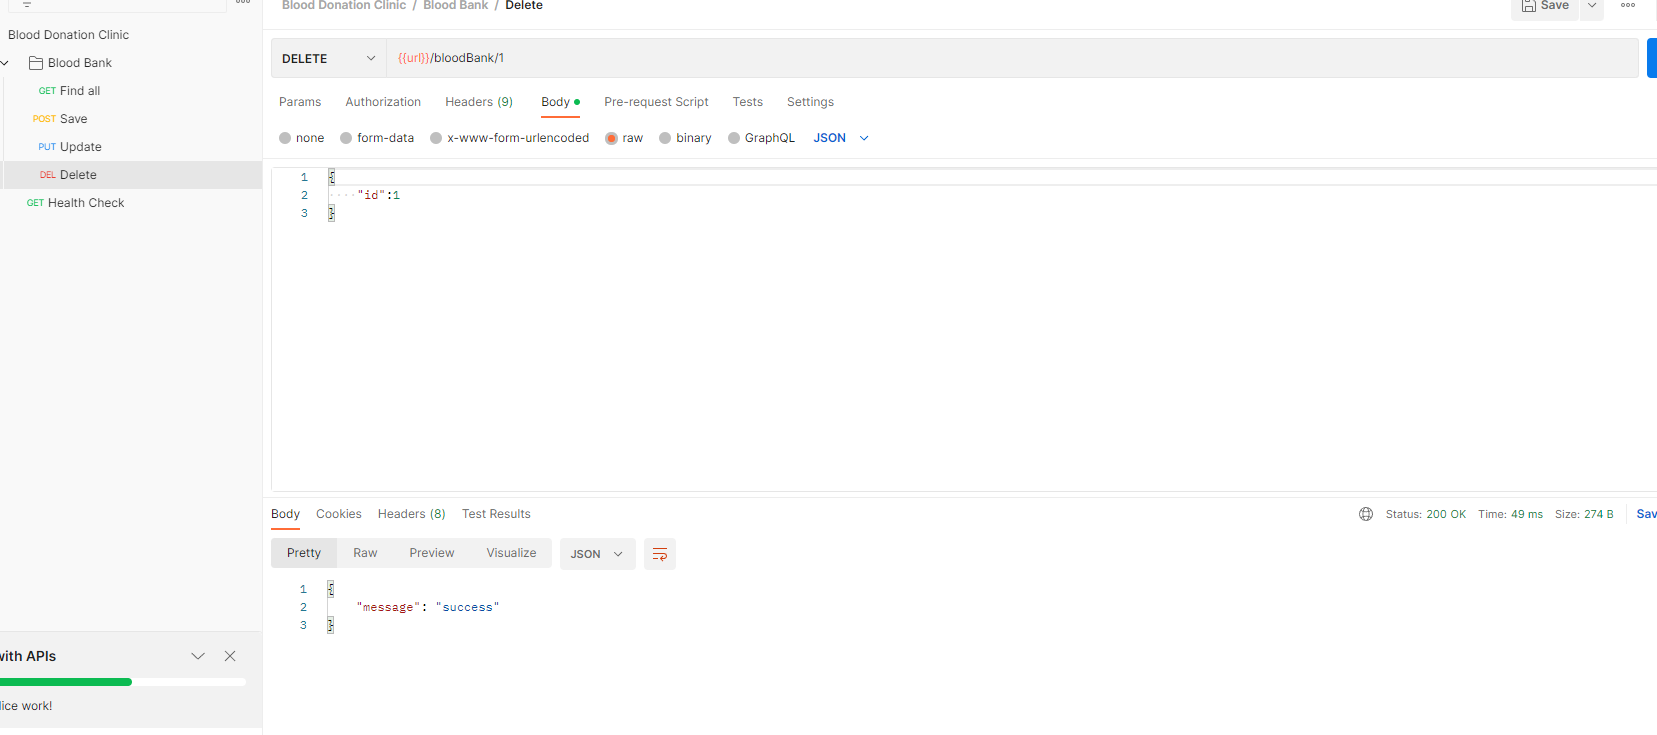 Blood Donation Clinic / Blood Bank / Delete
Save
Blood Donation Clinic
Blood Bank
GET Find all
POST Save
PUT Update
DEL Delete
GET Health Check
DELETE {{url}}/bloodBank/1
Params Authorization Headers (9) Body Pre-request Script Tests Settings
none form-data x-www-form-urlencoded raw binary GraphQL JSON
1 {
2 "id":1
3 }
Body Cookies Headers (8) Test Results
Status: 200 OK Time: 49 ms Size: 274 B Sav
Pretty Raw Preview Visualize JSON
1 {
2 "message": "success"
3 }
with APIs
ice work!